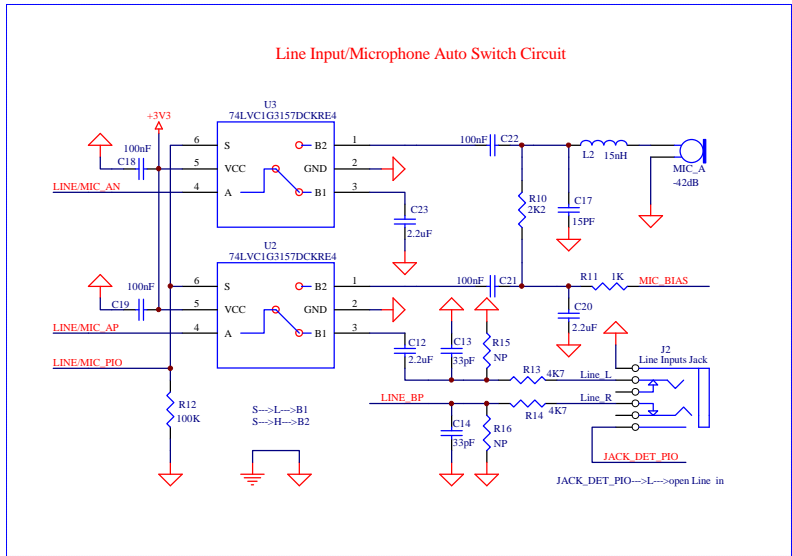 Line Input/Microphone Auto Switch Circuit
U3
74LVC1G3157DCKRE4
+3V3
100nF
C18
6 S B2 1
5 VCC GND 2
4 A B1 3
LINE/MIC_AN
100nF C22
L2 15nH
MIC_A
-42dB
R10
2K2
C17
15PF
C23
2.2uF
U2
74LVC1G3157DCKRE4
100nF
C19
6 S B2 1
5 VCC GND 2
4 A B1 3
LINE/MIC_AP
LINE/MIC_PIO
100nF C21
R11 1K MIC_BIAS
C20
2.2uF
C12
2.2uF
C13
33pF
R15
NP
R13 4K7 Line_L
J2
Line Inputs Jack
LINE_BP
R14 4K7 Line_R
C14
33pF
R16
NP
R12
100K
S--->L--->B1
S--->H--->B2
JACK_DET_PIO
JACK_DET_PIO--->L--->open Line in